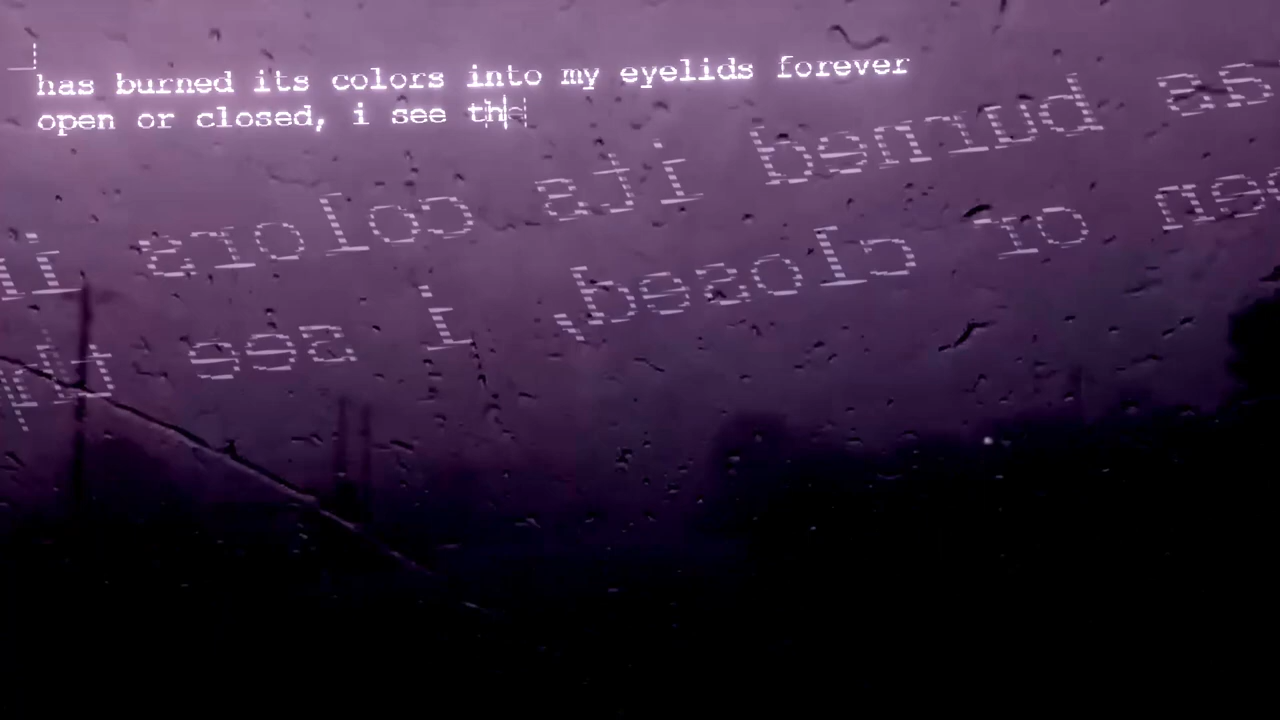 has burned its colors into my eyelids forever
open or closed, i see th